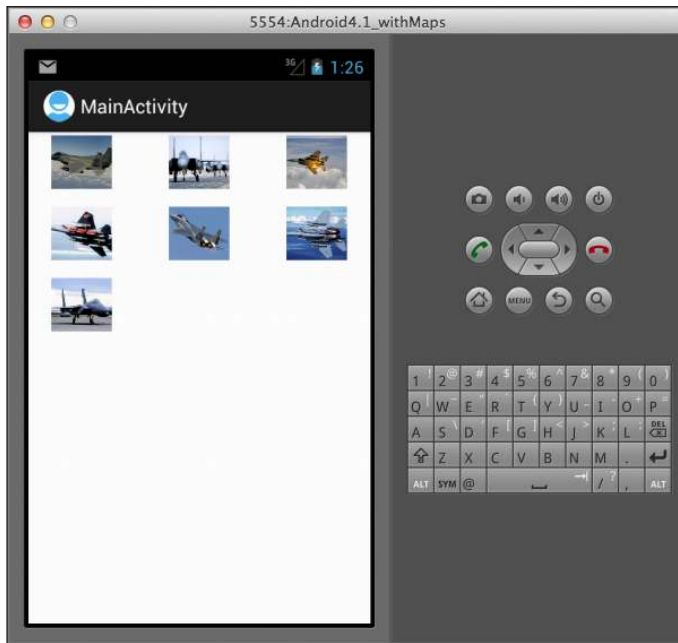 5554:Android4.1_withMaps
3G 1:26
MainActivity
MENU
1 ! 2 @ 3 # 4 $ 5 % 6 ^ 7 & 8 * 9 ( 0 )
Q | W ~ E " R ` T { Y } U _ I - O + P =
A S \ D ' F [ G ] H < J > K ; L : DEL
Z X C V B N M .
ALT SYM @ / ? , ALT